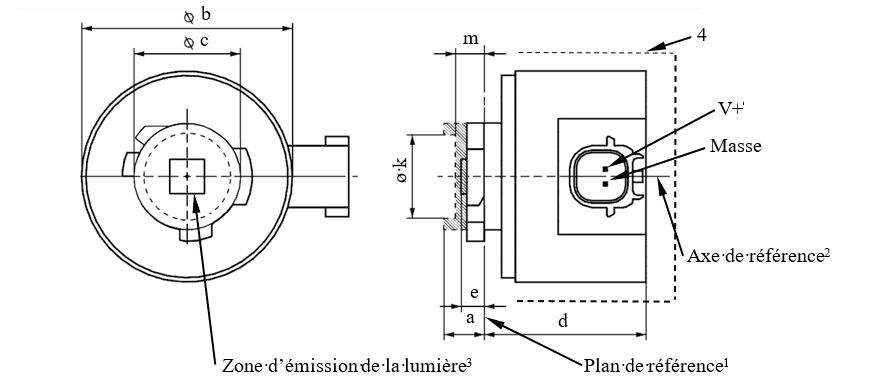 ø b
ø c
m
4
V+
Masse
ø k
Axe de référence²
e
a
d
Zone d'émission de la lumière³
Plan de référence¹